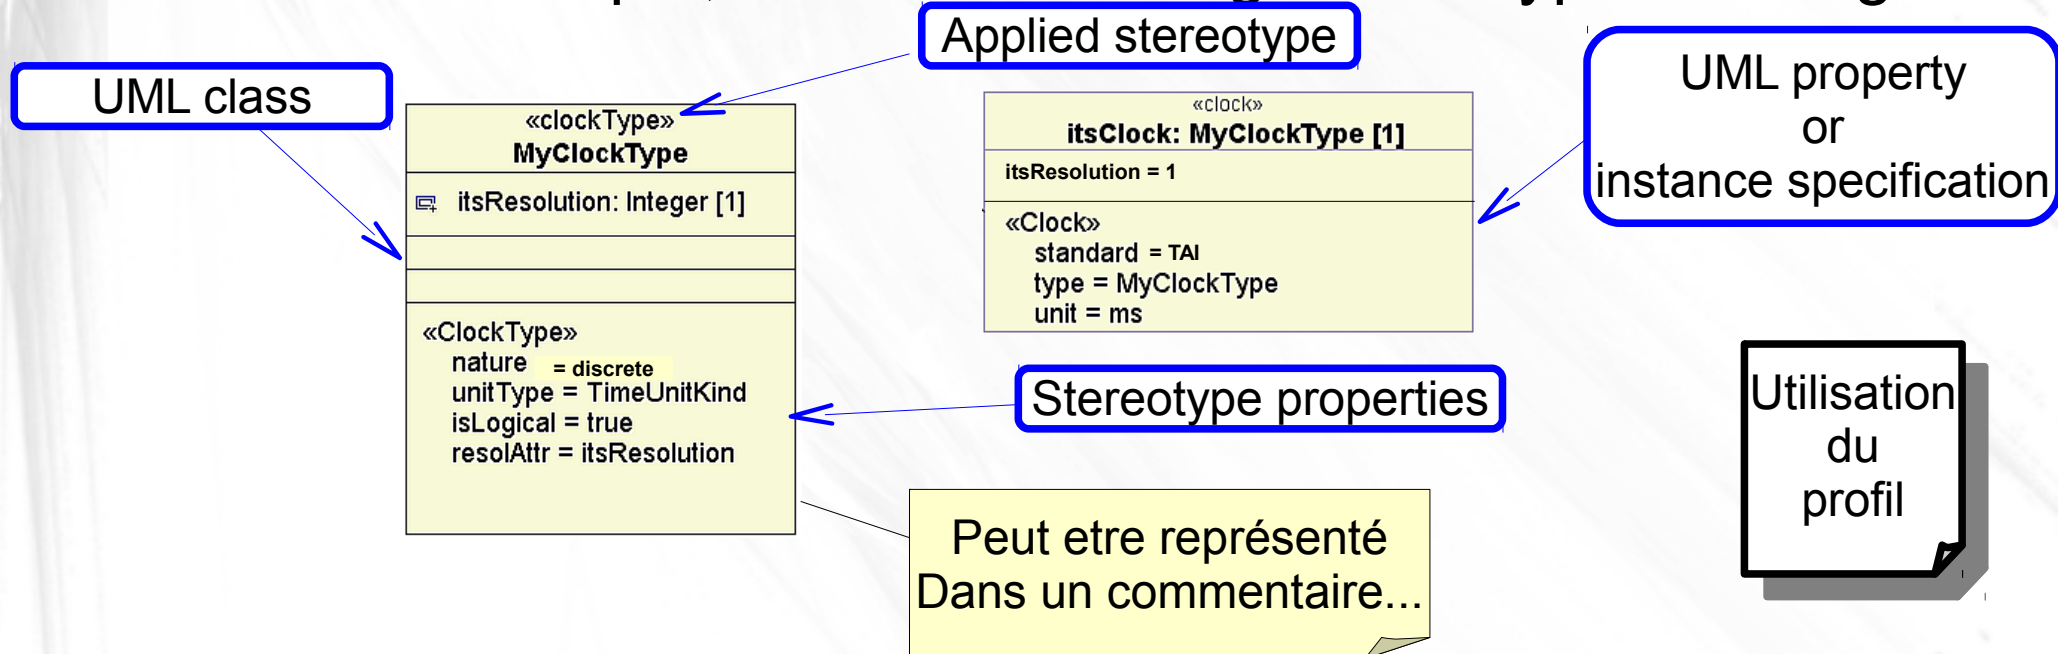 Applied stereotype
UML class
UML property
or
instance specification
«clockType»
MyClockType
itsResolution: Integer [1]
«ClockType»
nature = discrete
unitType = TimeUnitKind
isLogical = true
resolAttr = itsResolution
«clock»
itsClock: MyClockType [1]
itsResolution = 1
«Clock»
standard = TAI
type = MyClockType
unit = ms
Stereotype properties
Utilisation
du
profil
Peut etre représenté
Dans un commentaire...